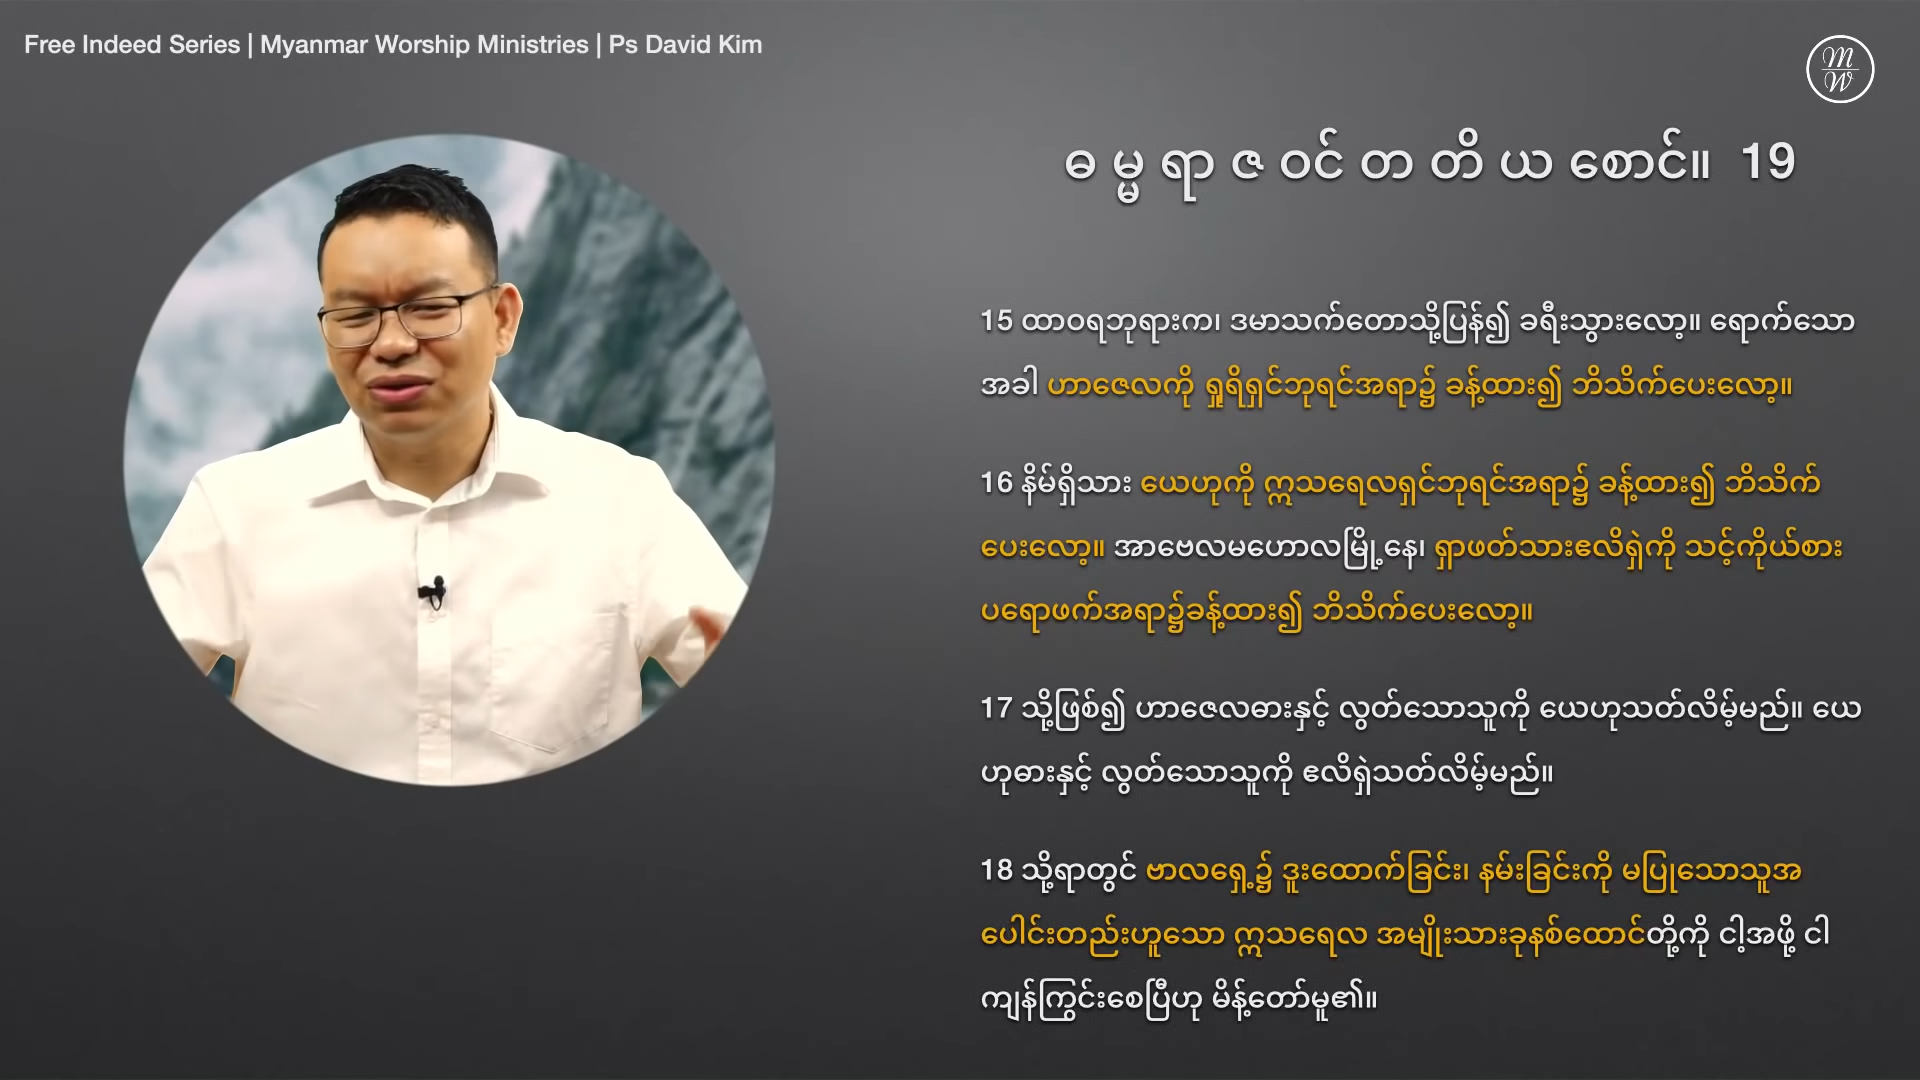 Free Indeed Series | Myanmar Worship Ministries | Ps David Kim
M
W
ဓ မ္မ ရာ ဇ ဝင် တ တိ ယ စောင်။ 19
15 ထာဝရဘုရားက၊ ဒမာသက်တောသို့ပြန်၍ ခရီးသွားလော့။ ရောက်သော
အခါ ဟာဇေလကို ရှုရိရှင်ဘုရင်အရာ၌ ခန့်ထား၍ ဘိသိက်ပေးလော့။
16 နိမ်ရှိသား ယေဟုကို ဣသရေလရှင်ဘုရင်အရာ၌ ခန့်ထား၍ ဘိသိက်
ပေးလော့။ အာဗေလမဟောလမြို့နေ၊ ရှာဖတ်သားဧလိရှဲကို သင့်ကိုယ်စား
ပရောဖက်အရာ၌ခန့်ထား၍ ဘိသိက်ပေးလော့။
17 သို့ဖြစ်၍ ဟာဇေလဓားနှင့် လွတ်သောသူကို ယေဟုသတ်လိမ့်မည်။ ယေ
ဟုဓားနှင့် လွတ်သောသူကို ဧလိရှဲသတ်လိမ့်မည်။
18 သို့ရာတွင် ဗာလရှေ့၌ ဒူးထောက်ခြင်း၊ နမ်းခြင်းကို မပြုသောသူအ
ပေါင်းတည်းဟူသော ဣသရေလ အမျိုးသားခုနစ်ထောင်တို့ကို ငါ့အဖို့ ငါ
ကျန်ကြွင်းစေပြီဟု မိန့်တော်မူ၏။